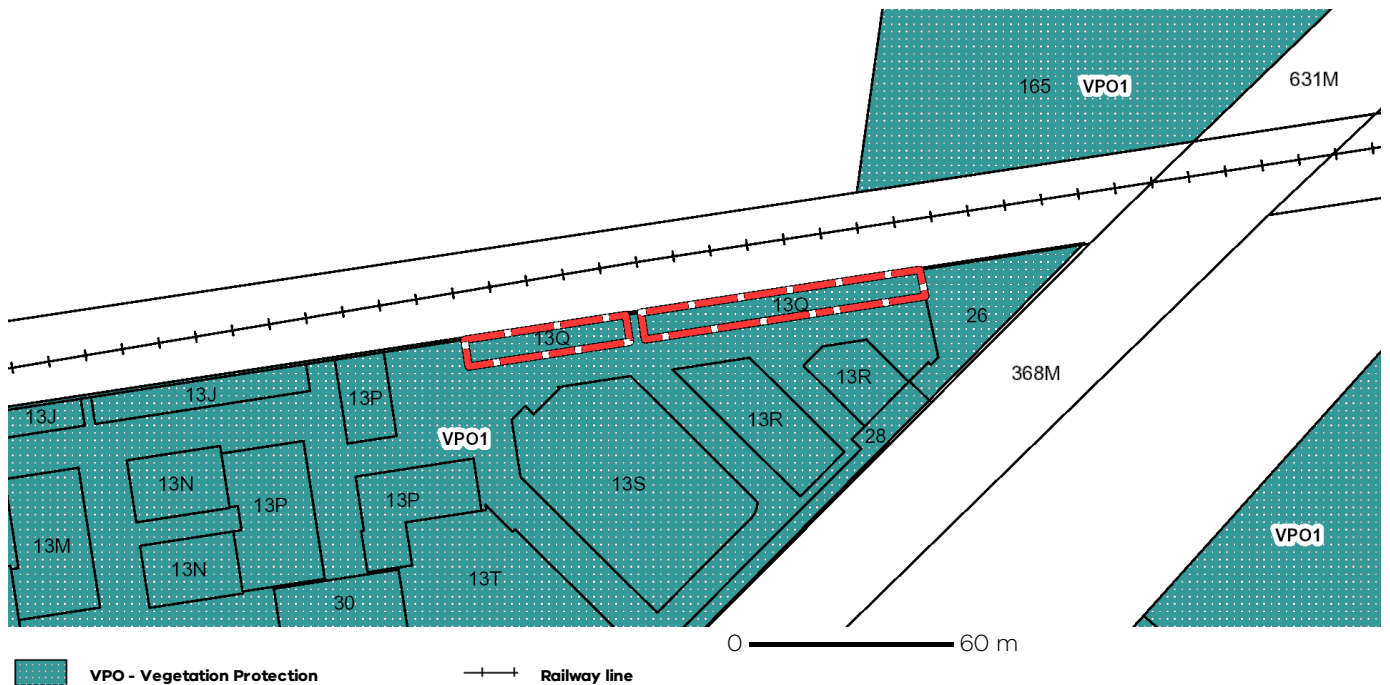 631M
165 VPO1
13Q
26
13Q
368M
13R
13J
13P
13J
13R
28
VPO1
13N
13S
13P
13P
VPO1
13M
13N
13T
30
0 60 m
VPO - Vegetation Protection Railway line